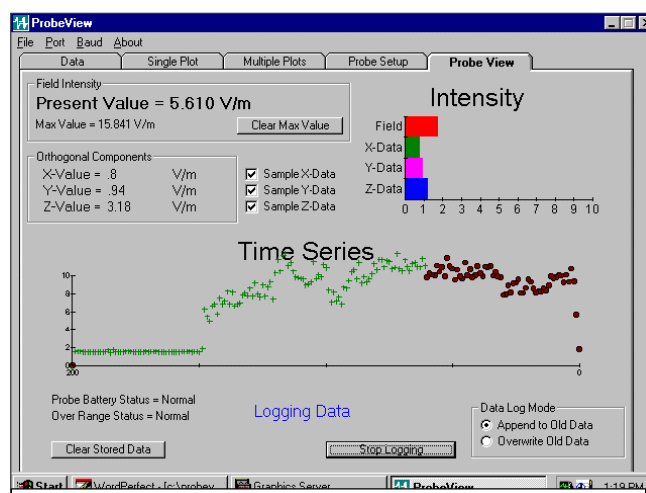 ProbeView
File Port Baud About
Data Single Plot Multiple Plots Probe Setup Probe View
Field Intensity
Present Value = 5.610 V/m
Max Value = 15.841 V/m Clear Max Value
Orthogonal Components
X-Value = .8 V/m
Y-Value = .94 V/m
Z-Value = 3.18 V/m
Sample X-Data
Sample Y-Data
Sample Z-Data
Intensity
Field
X-Data
Y-Data
Z-Data
0 1 2 3 4 5 6 7 8 9 10
Time Series
10
8
6
4
2
0
200 0
Probe Battery Status = Normal
Over Range Status = Normal
Logging Data
Data Log Mode
Append to Old Data
Overwrite Old Data
Clear Stored Data Stop Logging
Start WordPerfect - [c:\probev Graphics Server ProbeView 1:19 PM